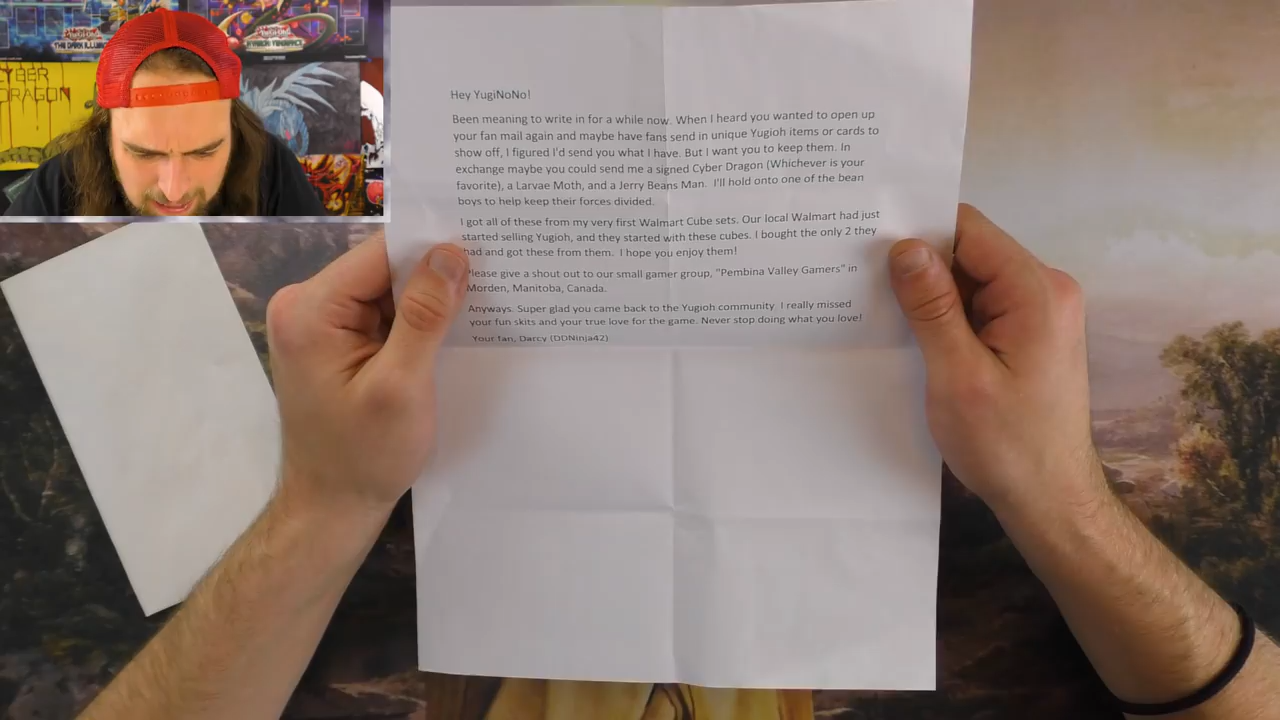 CYBER
DRAGON
Hey YugiNoNo!
Been meaning to write in for a while now. When I heard you wanted to open up
your fan mail again and maybe have fans send in unique Yugioh items or cards to
show off, I figured I'd send you what I have. But I want you to keep them. In
exchange maybe you could send me a signed Cyber Dragon (Whichever is your
favorite), a Larvae Moth, and a Jerry Beans Man. I'll hold onto one of the bean
boys to help keep their forces divided.
I got all of these from my very first Walmart Cube sets. Our local Walmart had just
started selling Yugioh, and they started with these cubes. I bought the only 2 they
had and got these from them. I hope you enjoy them!
Please give a shout out to our small gamer group, "Pembina Valley Gamers" in
Morden, Manitoba, Canada.
Anyways. Super glad you came back to the Yugioh community I really missed
your fun skits and your true love for the game. Never stop doing what you love!
Your fan, Darcy (DDNinja42)